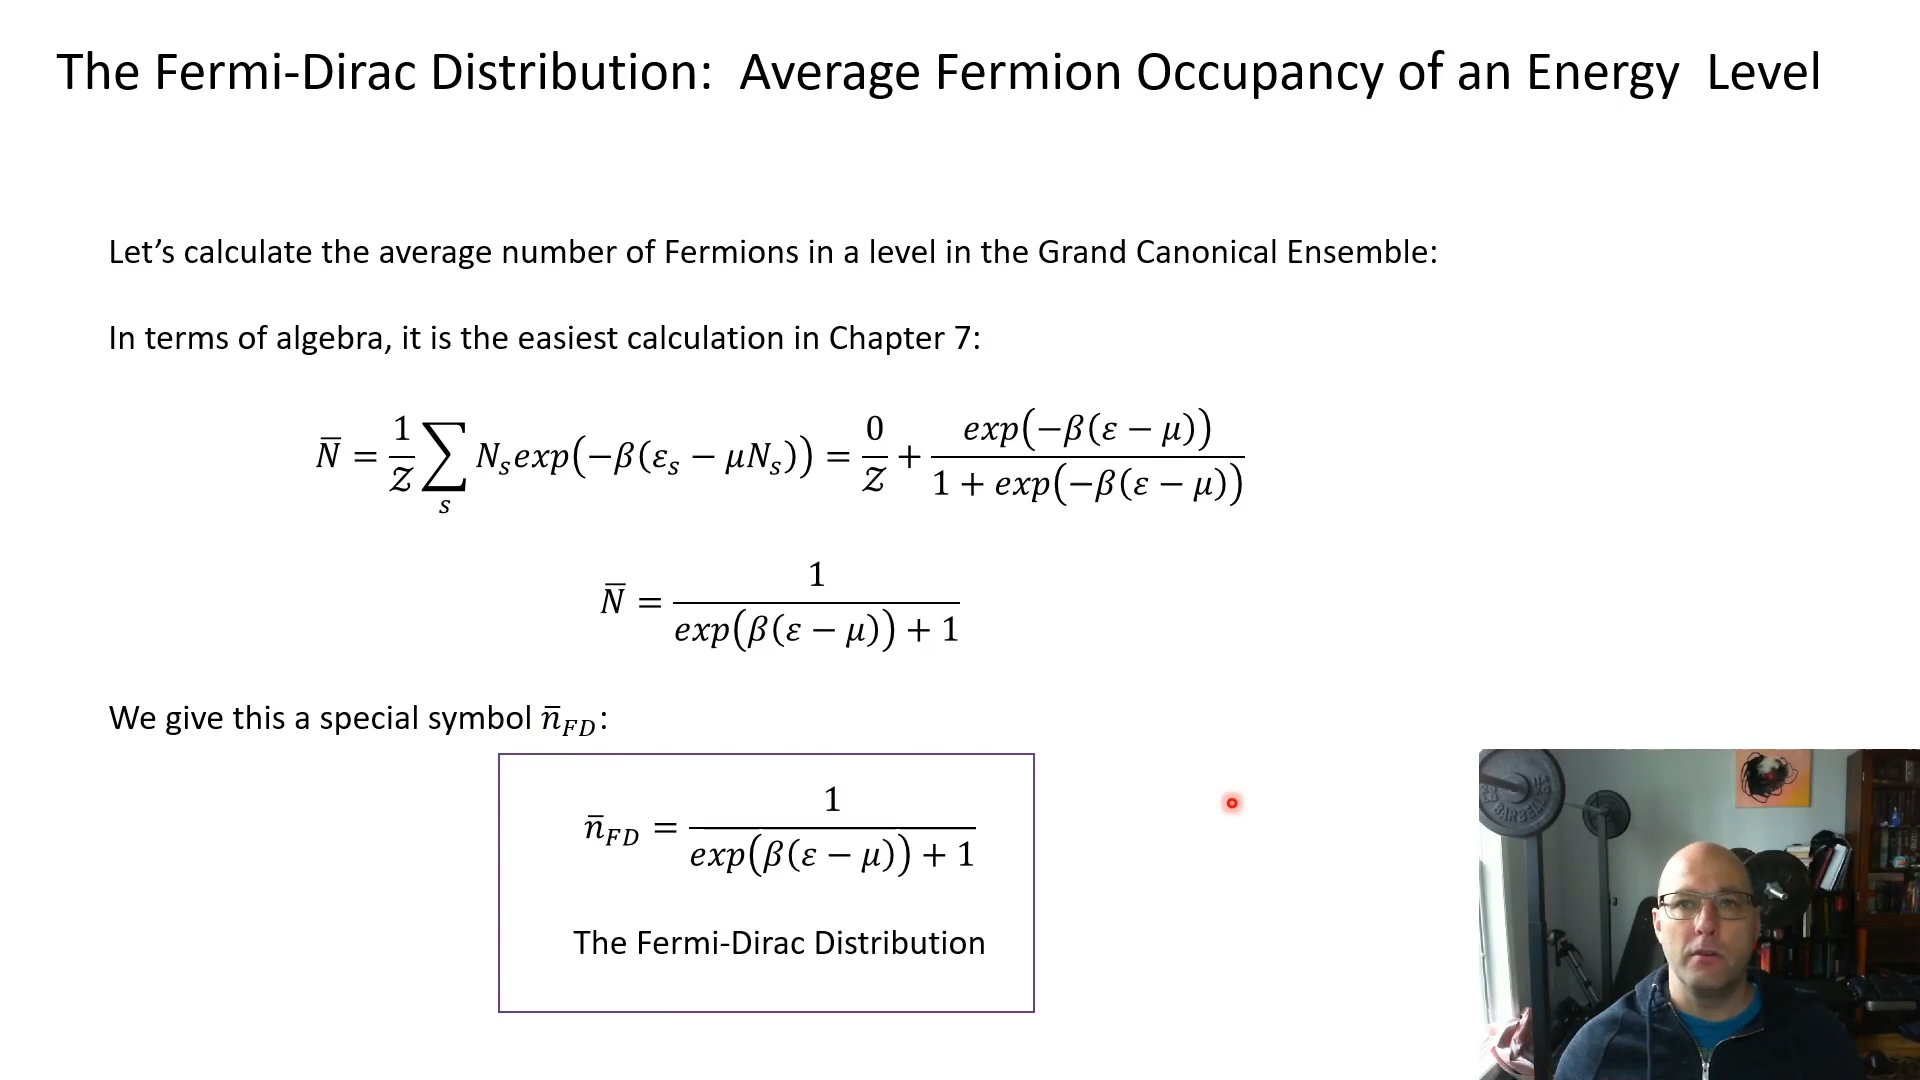 The Fermi-Dirac Distribution:  Average Fermion Occupancy of an Energy  Level
Let's calculate the average number of Fermions in a level in the Grand Canonical Ensemble:
In terms of algebra, it is the easiest calculation in Chapter 7:
N̅ = 1/𝒵 ∑_s N_s exp(−β(ε_s − μN_s)) = 0/𝒵 + exp(−β(ε − μ))/(1 + exp(−β(ε − μ)))
N̅ = 1/(exp(β(ε − μ)) + 1)
We give this a special symbol n̅_FD:
n̅_FD = 1/(exp(β(ε − μ)) + 1)
The Fermi-Dirac Distribution
BARBELL